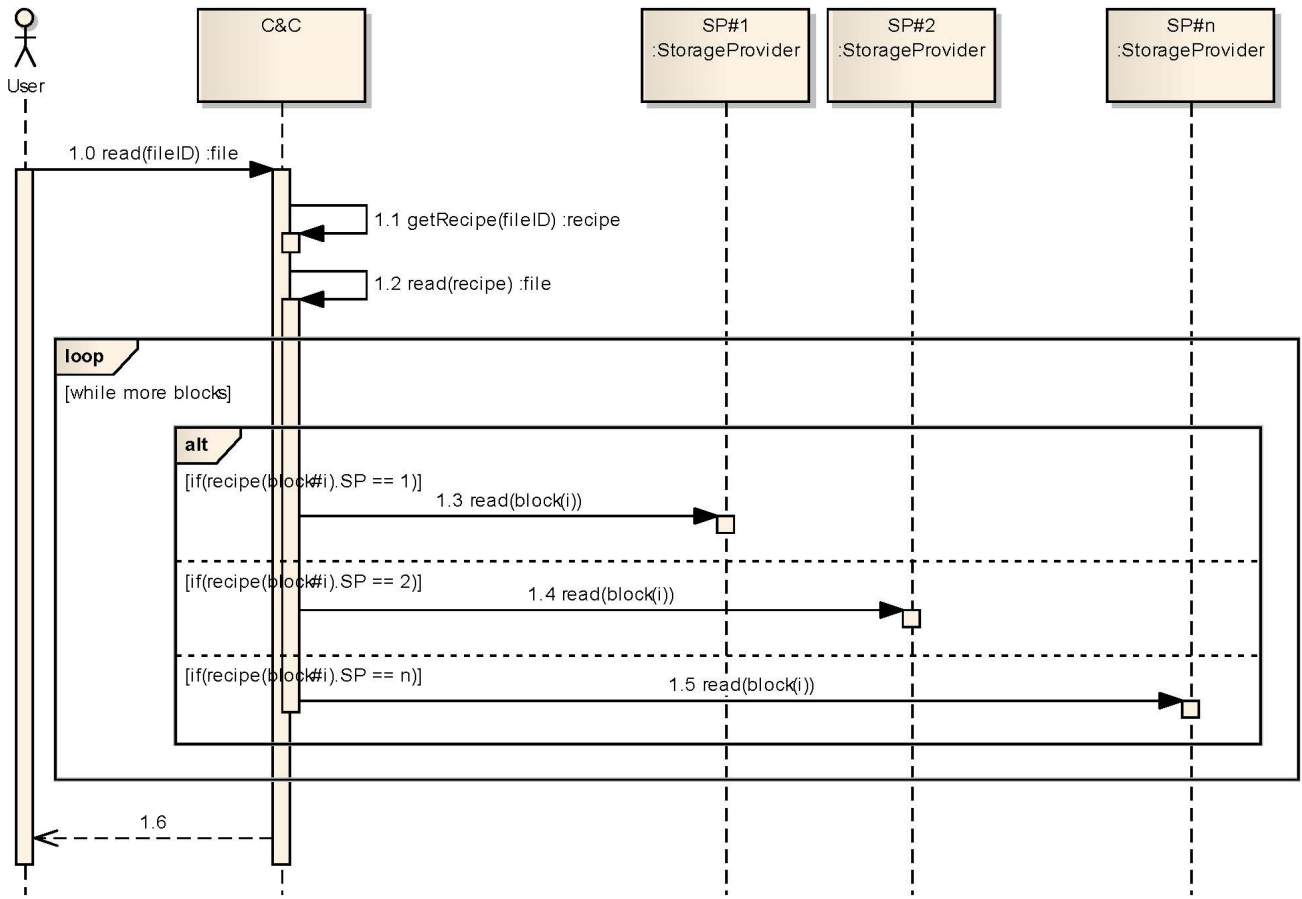 User
C&C
SP#1
:StorageProvider
SP#2
:StorageProvider
SP#n
:StorageProvider
1.0 read(fileID) :file
1.1 getRecipe(fileID) :recipe
1.2 read(recipe) :file
loop
[while more blocks]
alt
[if(recipe(block#i).SP == 1)]
1.3 read(block(i))
[if(recipe(block#i).SP == 2)]
1.4 read(block(i))
[if(recipe(block#i).SP == n)]
1.5 read(block(i))
1.6